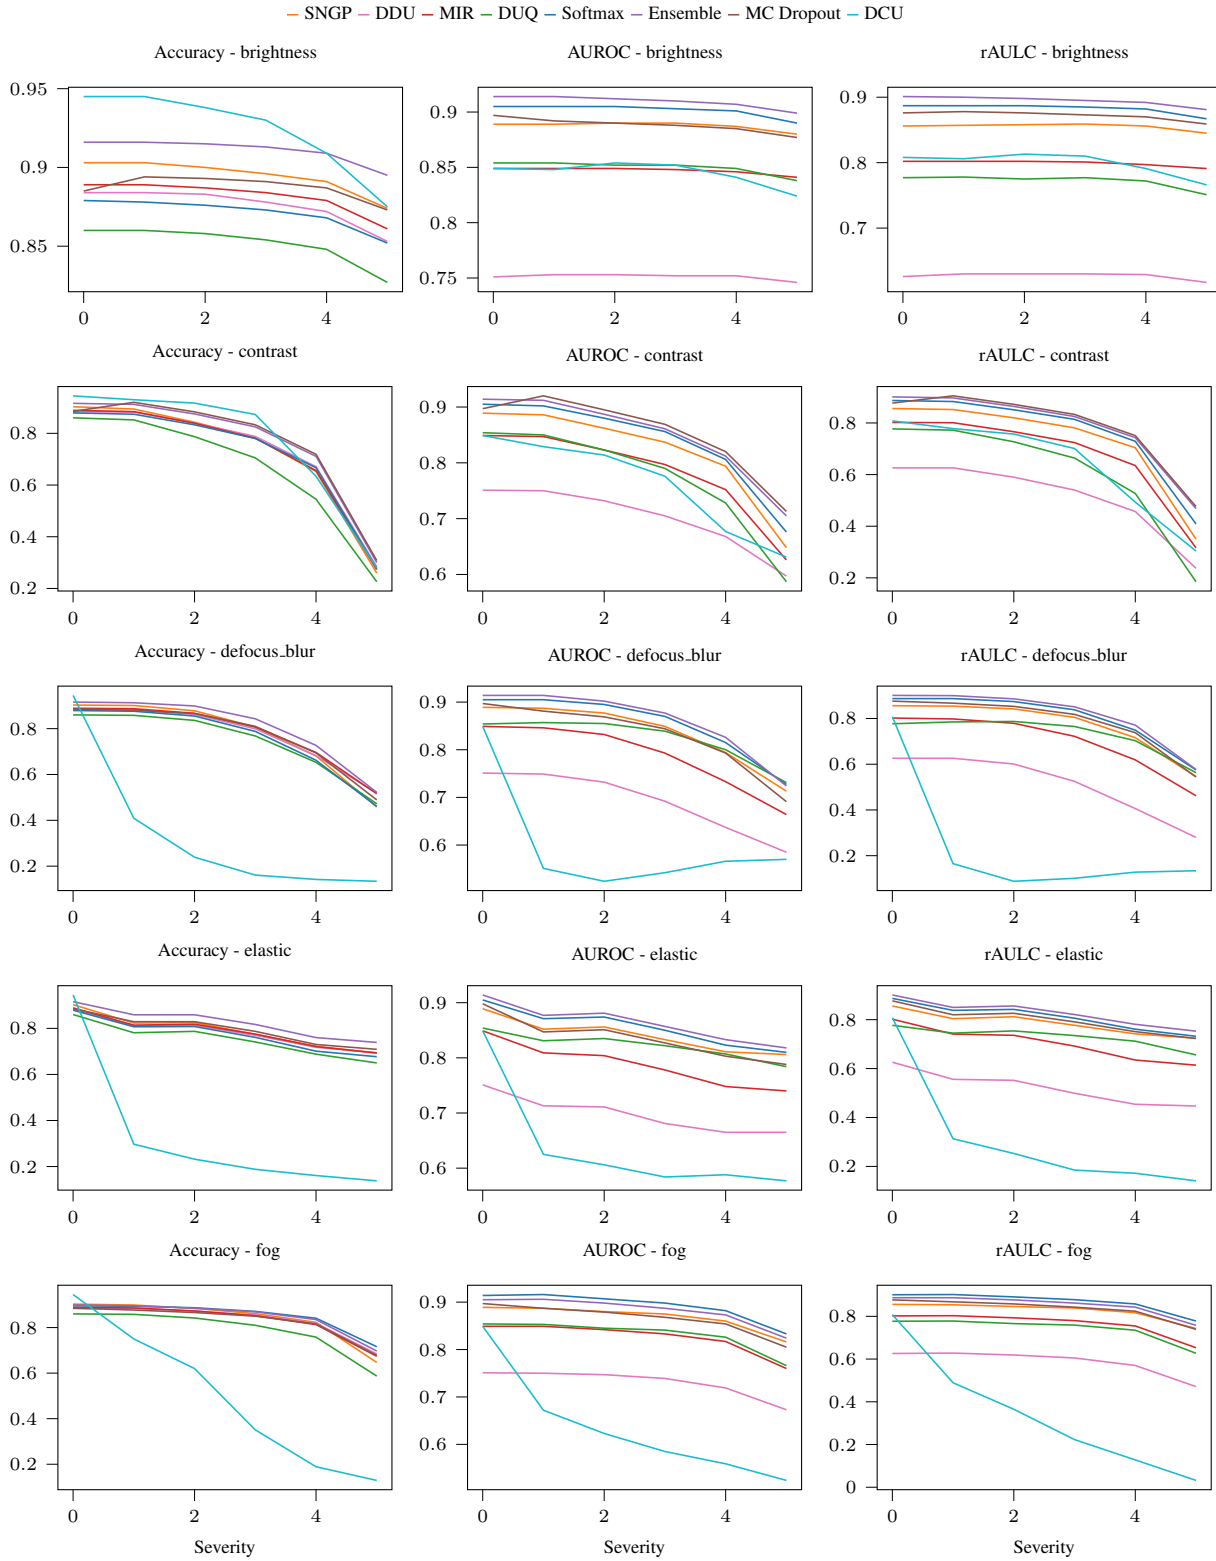 SNGP DDU MIR DUQ Softmax Ensemble MC Dropout DCU
Accuracy - brightness
AUROC - brightness
rAULC - brightness
0.95
0.9
0.85
0 2 4
0.9
0.85
0.8
0.75
0 2 4
0.9
0.8
0.7
0 2 4
Accuracy - contrast
AUROC - contrast
rAULC - contrast
0.8
0.6
0.4
0.2
0 2 4
0.9
0.8
0.7
0.6
0 2 4
0.8
0.6
0.4
0.2
0 2 4
Accuracy - defocus_blur
AUROC - defocus_blur
rAULC - defocus_blur
0.8
0.6
0.4
0.2
0 2 4
0.9
0.8
0.7
0.6
0 2 4
0.8
0.6
0.4
0.2
0 2 4
Accuracy - elastic
AUROC - elastic
rAULC - elastic
0.8
0.6
0.4
0.2
0 2 4
0.9
0.8
0.7
0.6
0 2 4
0.8
0.6
0.4
0.2
0 2 4
Accuracy - fog
AUROC - fog
rAULC - fog
0.8
0.6
0.4
0.2
0 2 4
Severity
0.9
0.8
0.7
0.6
0 2 4
Severity
0.8
0.6
0.4
0.2
0
0 2 4
Severity